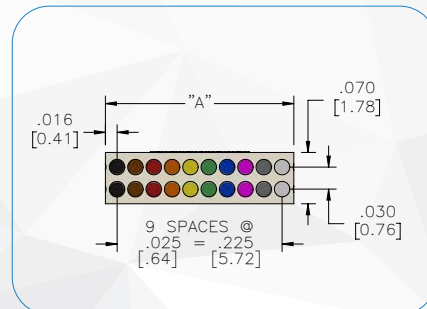 "A"
.070
[1.78]
.016
[0.41]
.030
[0.76]
9 SPACES @
.025 = .225
[.64] [5.72]